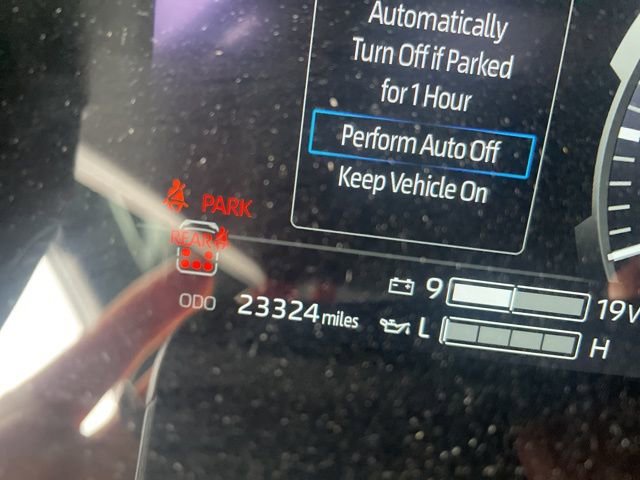 Automatically
Turn Off if Parked
for 1 Hour
Perform Auto Off
Keep Vehicle On
PARK
REAR
9 19V
ODO 23324 miles
L H